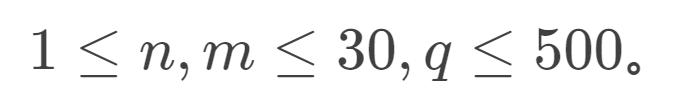 1 ≤ n, m ≤ 30, q ≤ 500。